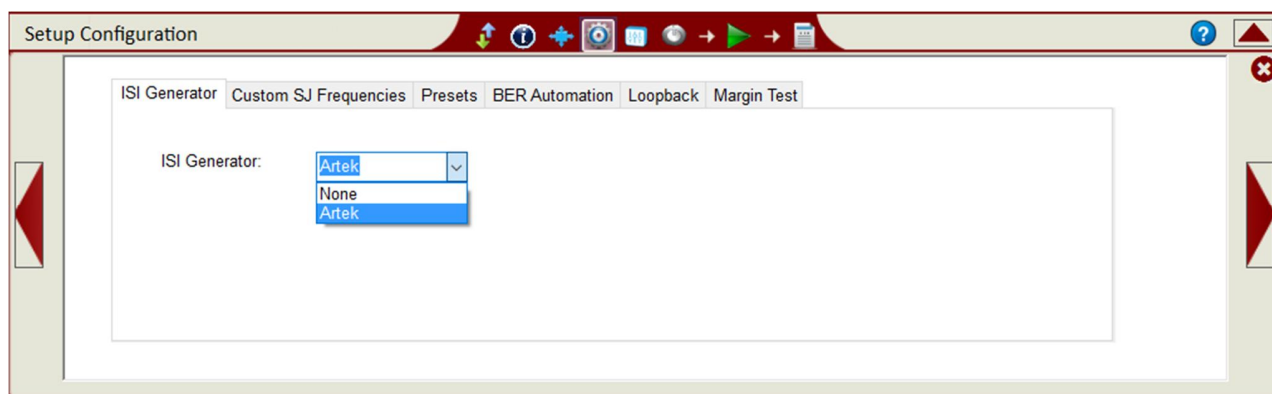 Setup Configuration
ISI Generator Custom SJ Frequencies Presets BER Automation Loopback Margin Test
ISI Generator: Artek
None
Artek